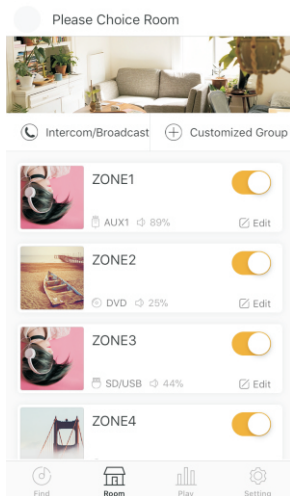 Please Choice Room
Intercom/Broadcast Customized Group
ZONE1
AUX1 89% Edit
ZONE2
DVD 25% Edit
ZONE3
SD/USB 44% Edit
ZONE4
Find Room Play Setting